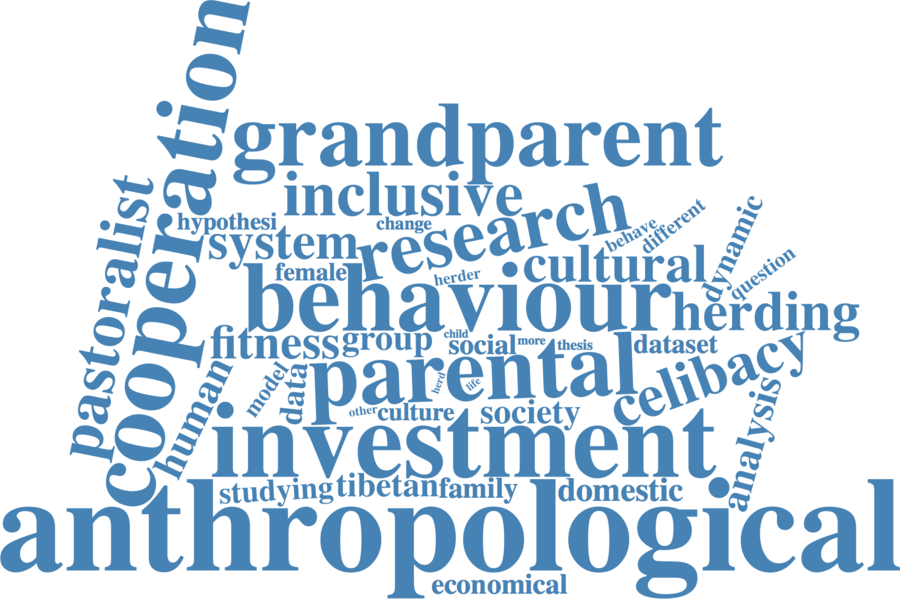 cooperation
grandparent
pastoralist
inclusive
hypothesi
change
research
behave
different
dynamic
system
female
herder
cultural
question
behaviour
herding
fitness
group
child
social
more
thesis
dataset
human
model
data
parental
herd
life
celibacy
other
culture
society
analysis
investment
studying
tibetan
family
domestic
anthropological
economical